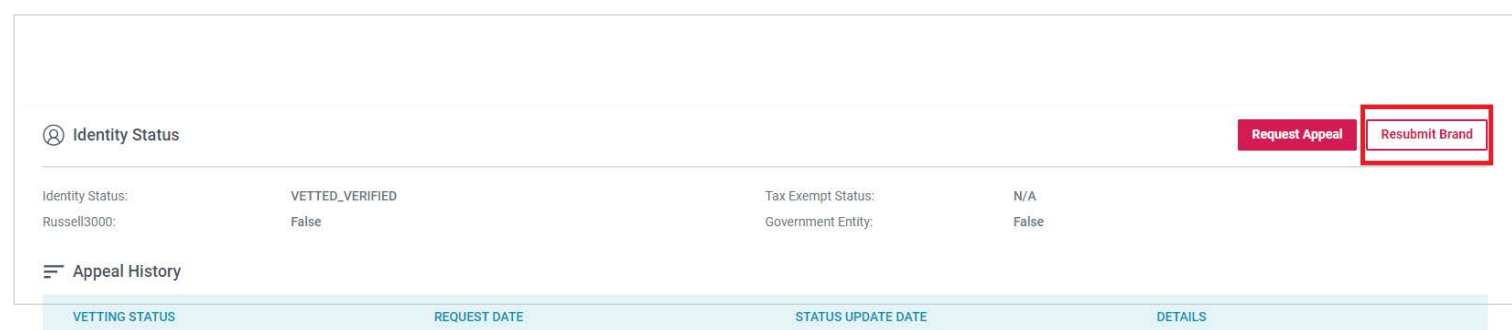 Identity Status Request Appeal Resubmit Brand
Identity Status: VETTED_VERIFIED Tax Exempt Status: N/A
Russell3000: False Government Entity: False
Appeal History
VETTING STATUS REQUEST DATE STATUS UPDATE DATE DETAILS